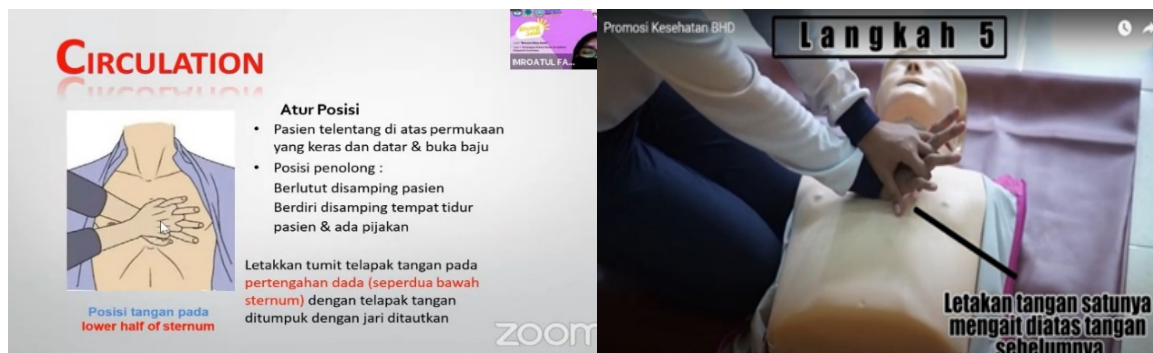 CIRCULATION
IMROATUL FA...
Atur Posisi
• Pasien telentang di atas permukaan
yang keras dan datar & buka baju
• Posisi penolong :
Berlutut disamping pasien
Berdiri disamping tempat tidur
pasien & ada pijakan
Letakkan tumit telapak tangan pada
pertengahan dada (seperdua bawah
sternum) dengan telapak tangan
ditumpuk dengan jari ditautkan
Posisi tangan pada
lower half of sternum
zoom
Promosi Kesehatan BHD
Langkah 5
Letakan tangan satunya
mengait diatas tangan
sebelumnya